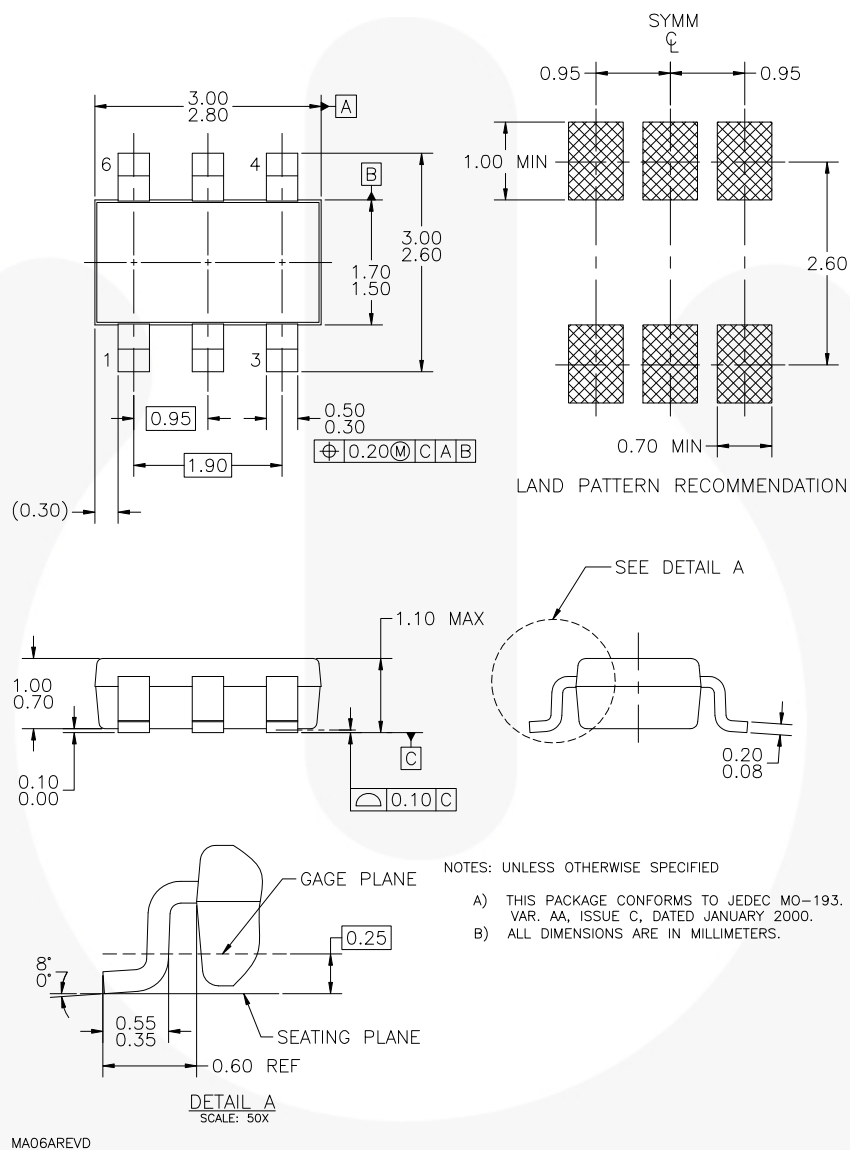 SYMM
℄
0.95
0.95
3.00
2.80
A
6
4
B
1.00 MIN
3.00
2.60
1.70
1.50
2.60
1
3
0.95
0.50
0.30
0.70 MIN
⌖ 0.20Ⓜ C A B
1.90
LAND PATTERN RECOMMENDATION
(0.30)
SEE DETAIL A
1.10 MAX
1.00
0.70
C
0.10
0.00
0.20
0.08
⌓ 0.10 C
NOTES: UNLESS OTHERWISE SPECIFIED
GAGE PLANE
A) THIS PACKAGE CONFORMS TO JEDEC MO-193.
VAR. AA, ISSUE C, DATED JANUARY 2000.
B) ALL DIMENSIONS ARE IN MILLIMETERS.
0.25
8°
0°
0.55
0.35
SEATING PLANE
0.60 REF
DETAIL A
SCALE: 50X
MA06AREVD